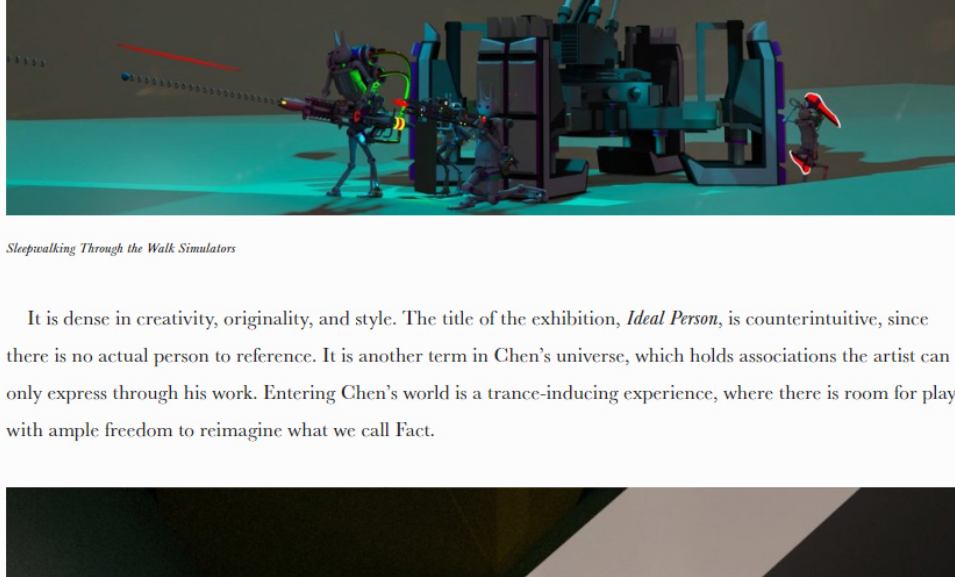 Sleepwalking Through the Walk Simulators
It is dense in creativity, originality, and style. The title of the exhibition, Ideal Person, is counterintuitive, since
there is no actual person to reference. It is another term in Chen’s universe, which holds associations the artist can
only express through his work. Entering Chen’s world is a trance-inducing experience, where there is room for play
with ample freedom to reimagine what we call Fact.